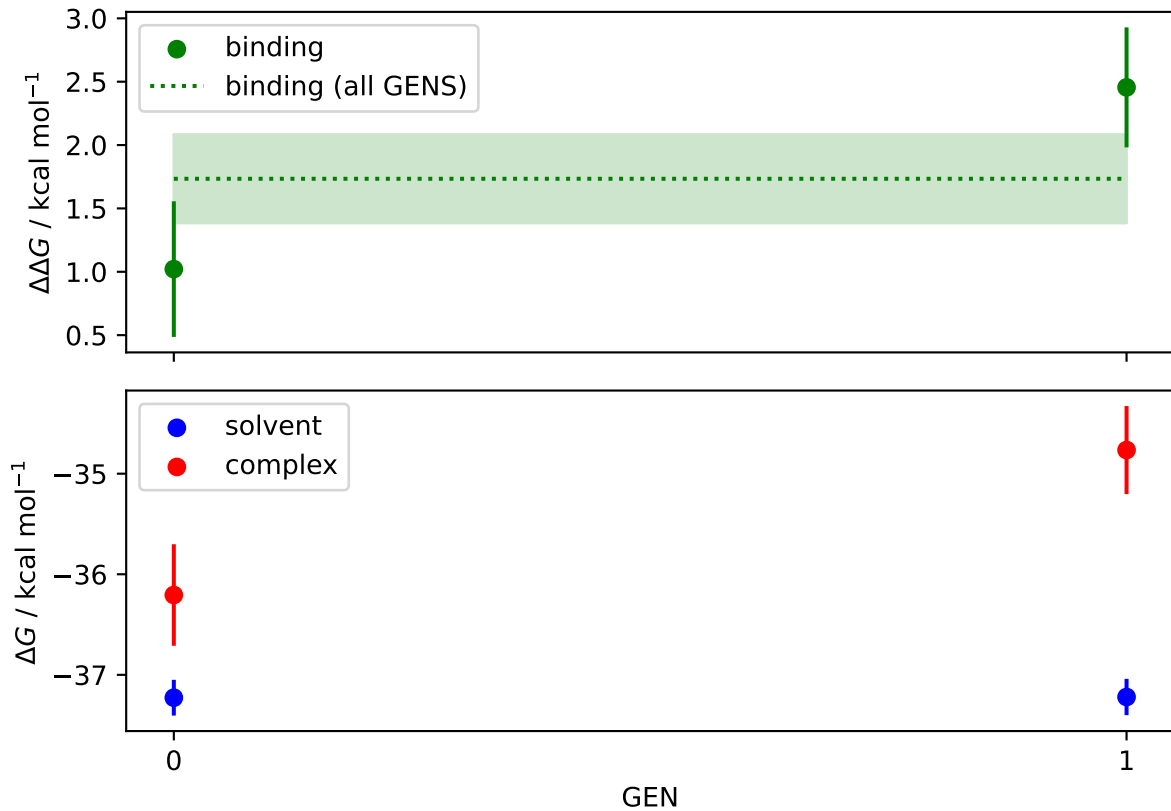 3.0
2.5
2.0
1.5
1.0
0.5
ΔΔG / kcal mol⁻¹
binding
binding (all GENS)
−35
−36
−37
ΔG / kcal mol⁻¹
solvent
complex
0
1
GEN